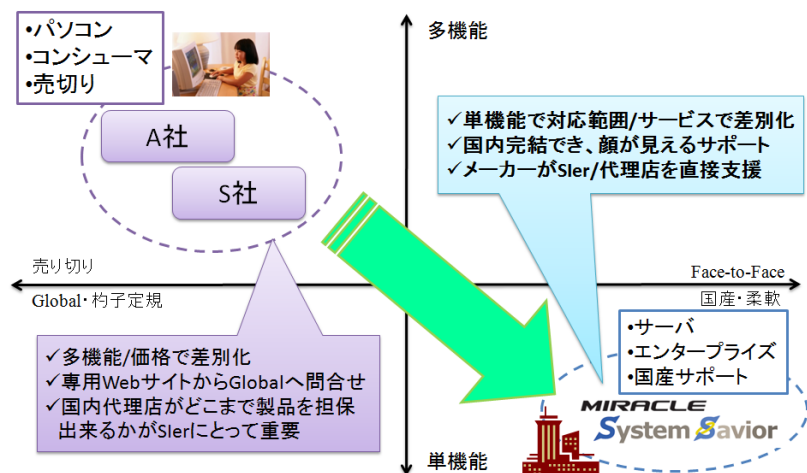 •パソコン
•コンシューマ
•売切り
A社
S社
多機能
✓単機能で対応範囲/サービスで差別化
✓国内完結でき、顔が見えるサポート
✓メーカーがSIer/代理店を直接支援
売り切り
Global・杓子定規
Face-to-Face
国産・柔軟
✓多機能/価格で差別化
✓専用WebサイトからGlobalへ問合せ
✓国内代理店がどこまで製品を担保
出来るかがSIerにとって重要
•サーバ
•エンタープライズ
•国産サポート
MIRACLE
System Savior
単機能